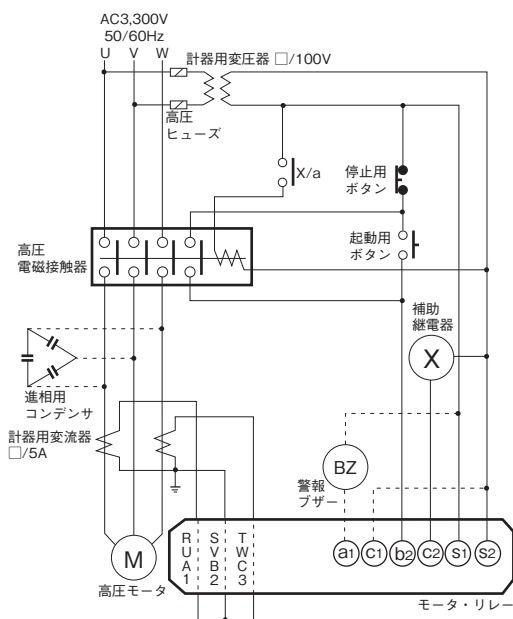 AC3,300V
50/60Hz
U V W
計器用変圧器 □/100V
高圧
ヒューズ
X/a
停止用
ボタン
起動用
ボタン
高圧
電磁接触器
補助
継電器
X
進相用
コンデンサ
計器用変流器
□/5A
BZ
警報
ブザー
M
高圧モータ
R S T
U V W
A B C
1 2 3
a1 c1 b2 c2 s1 s2
モータ・リレー